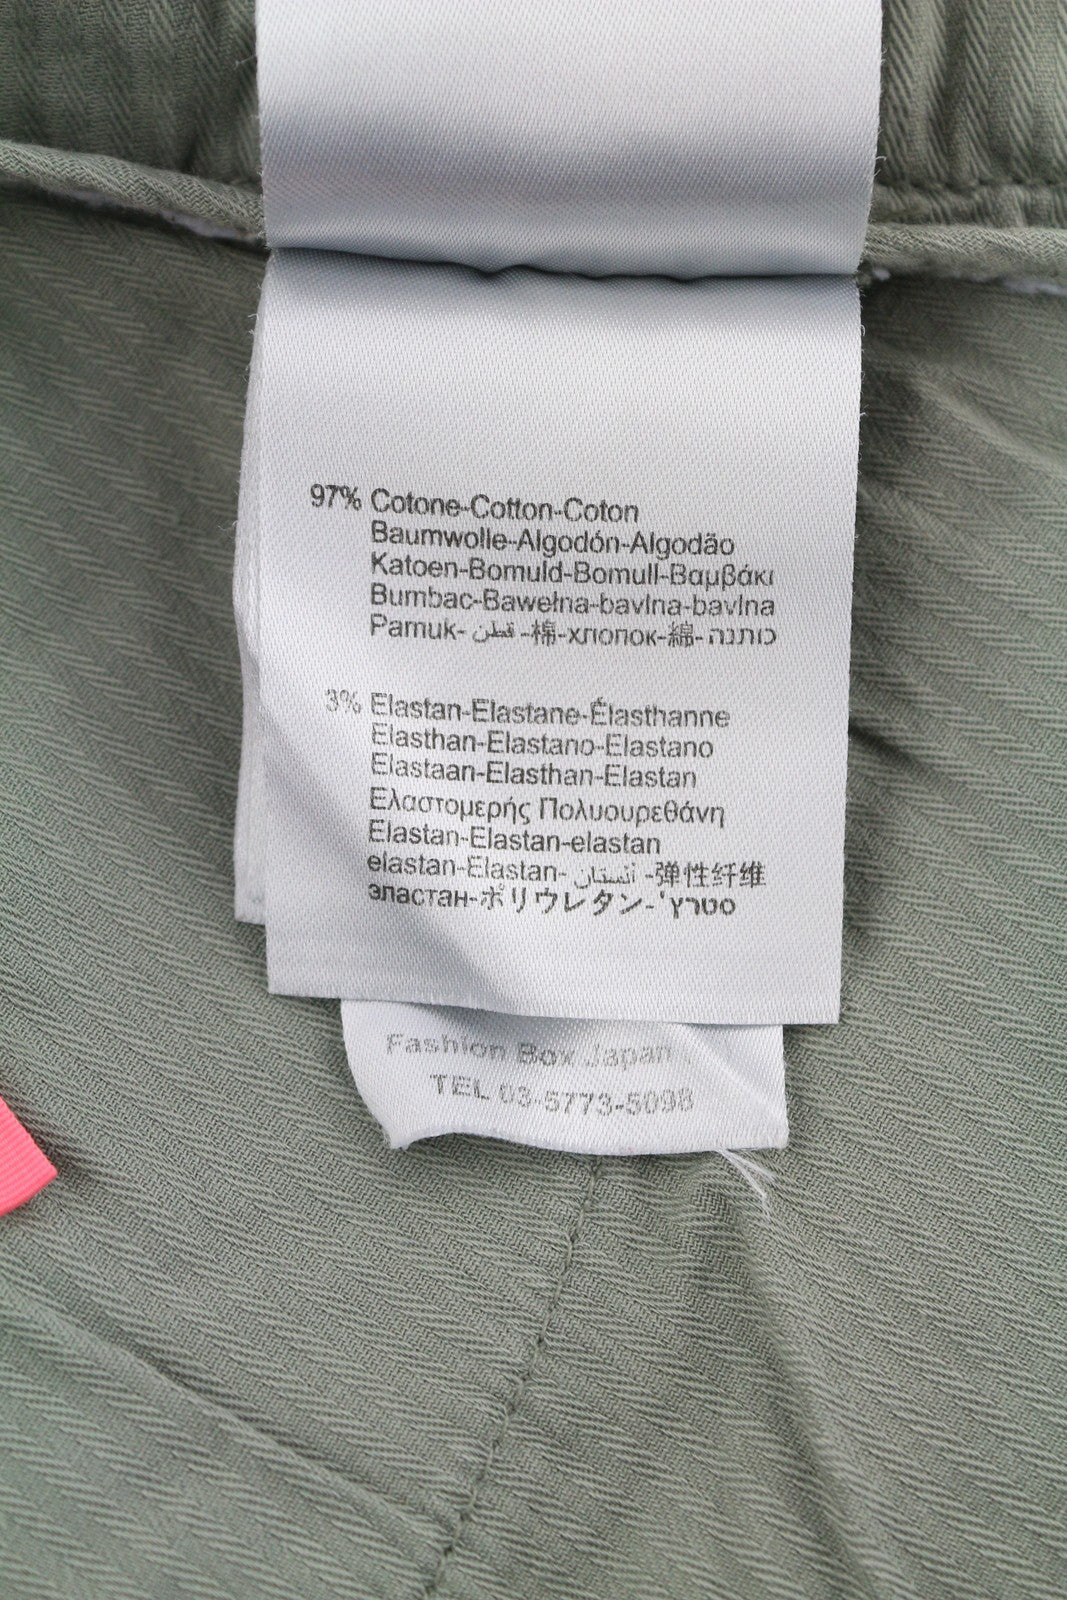 97% Cotone-Cotton-Coton
Baumwolle-Algodón-Algodão
Katoen-Bomuld-Bomull-Βαμβάκι
Bumbac-Bawełna-bavlna-bavlna
Pamuk- قطن -棉-хлопок-綿-כותנה
3% Elastan-Elastane-Élasthanne
Elasthan-Elastano-Elastano
Elastaan-Elasthan-Elastan
Ελαστομερής Πολυουρεθάνη
Elastan-Elastan-elastan
elastan-Elastan- -弹性纤维
эластан-ポリウレタン-סטרץ'
Fashion Box Japan
TEL 03-5773-5098